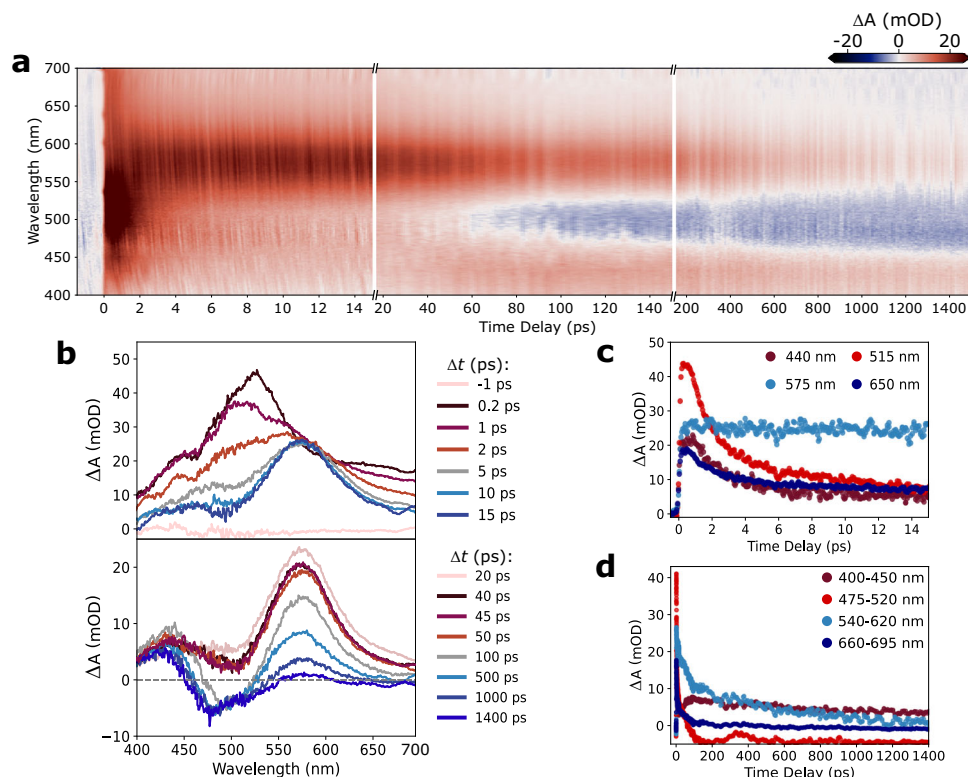 ΔA (mOD)
-20 0 20
a
Wavelength (nm)
700
650
600
550
500
450
400
0 2 4 6 8 10 12 14 20 40 60 80 100 120 140 200 400 600 800 1000 1200 1400
Time Delay (ps)
b
ΔA (mOD)
50
40
30
20
10
0
Δt (ps):
-1 ps
0.2 ps
1 ps
2 ps
5 ps
10 ps
15 ps
ΔA (mOD)
20
10
0
−10
400 450 500 550 600 650 700
Wavelength (nm)
Δt (ps):
20 ps
40 ps
45 ps
50 ps
100 ps
500 ps
1000 ps
1400 ps
c
ΔA (mOD)
50
40
30
20
10
0
440 nm 515 nm
575 nm 650 nm
0 2 4 6 8 10 12 14
Time Delay (ps)
d
ΔA (mOD)
40
30
20
10
0
400-450 nm
475-520 nm
540-620 nm
660-695 nm
0 200 400 600 800 1000 1200 1400
Time Delay (ps)